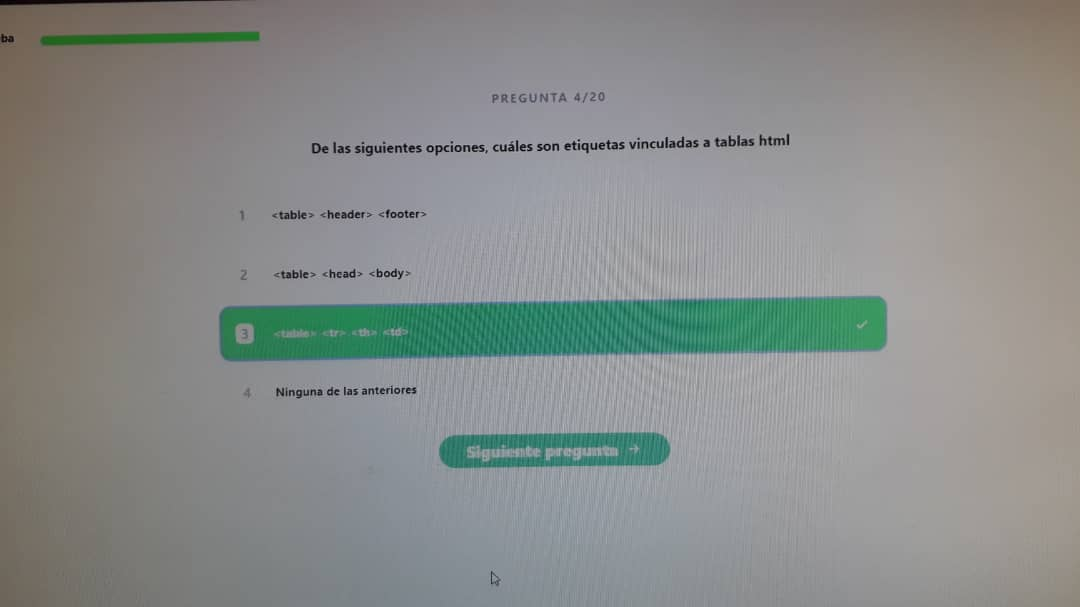 ba
PREGUNTA 4/20
De las siguientes opciones, cuáles son etiquetas vinculadas a tablas html
1 <table> <header> <footer>
2 <table> <head> <body>
3 <table> <tr> <th> <td>
4 Ninguna de las anteriores
Siguiente pregunta →